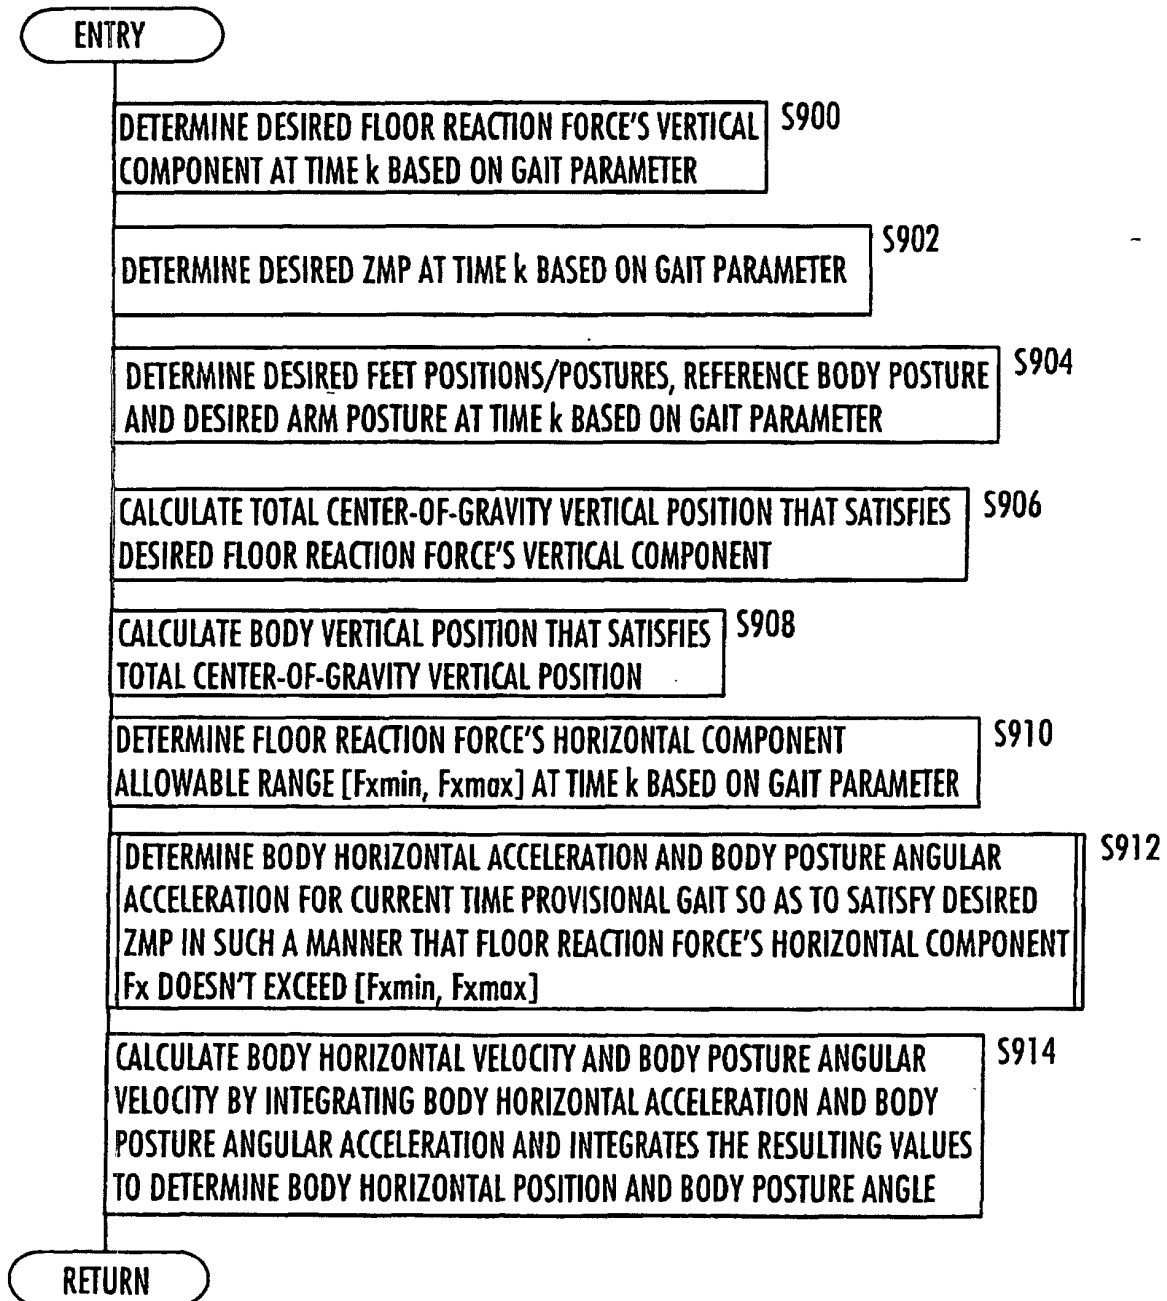 ENTRY
DETERMINE DESIRED FLOOR REACTION FORCE'S VERTICAL
COMPONENT AT TIME k BASED ON GAIT PARAMETER
S900
DETERMINE DESIRED ZMP AT TIME k BASED ON GAIT PARAMETER
S902
DETERMINE DESIRED FEET POSITIONS/POSTURES, REFERENCE BODY POSTURE
AND DESIRED ARM POSTURE AT TIME k BASED ON GAIT PARAMETER
S904
CALCULATE TOTAL CENTER-OF-GRAVITY VERTICAL POSITION THAT SATISFIES
DESIRED FLOOR REACTION FORCE'S VERTICAL COMPONENT
S906
CALCULATE BODY VERTICAL POSITION THAT SATISFIES
TOTAL CENTER-OF-GRAVITY VERTICAL POSITION
S908
DETERMINE FLOOR REACTION FORCE'S HORIZONTAL COMPONENT
ALLOWABLE RANGE [Fxmin, Fxmax] AT TIME k BASED ON GAIT PARAMETER
S910
DETERMINE BODY HORIZONTAL ACCELERATION AND BODY POSTURE ANGULAR
ACCELERATION FOR CURRENT TIME PROVISIONAL GAIT SO AS TO SATISFY DESIRED
ZMP IN SUCH A MANNER THAT FLOOR REACTION FORCE'S HORIZONTAL COMPONENT
Fx DOESN'T EXCEED [Fxmin, Fxmax]
S912
CALCULATE BODY HORIZONTAL VELOCITY AND BODY POSTURE ANGULAR
VELOCITY BY INTEGRATING BODY HORIZONTAL ACCELERATION AND BODY
POSTURE ANGULAR ACCELERATION AND INTEGRATES THE RESULTING VALUES
TO DETERMINE BODY HORIZONTAL POSITION AND BODY POSTURE ANGLE
S914
RETURN